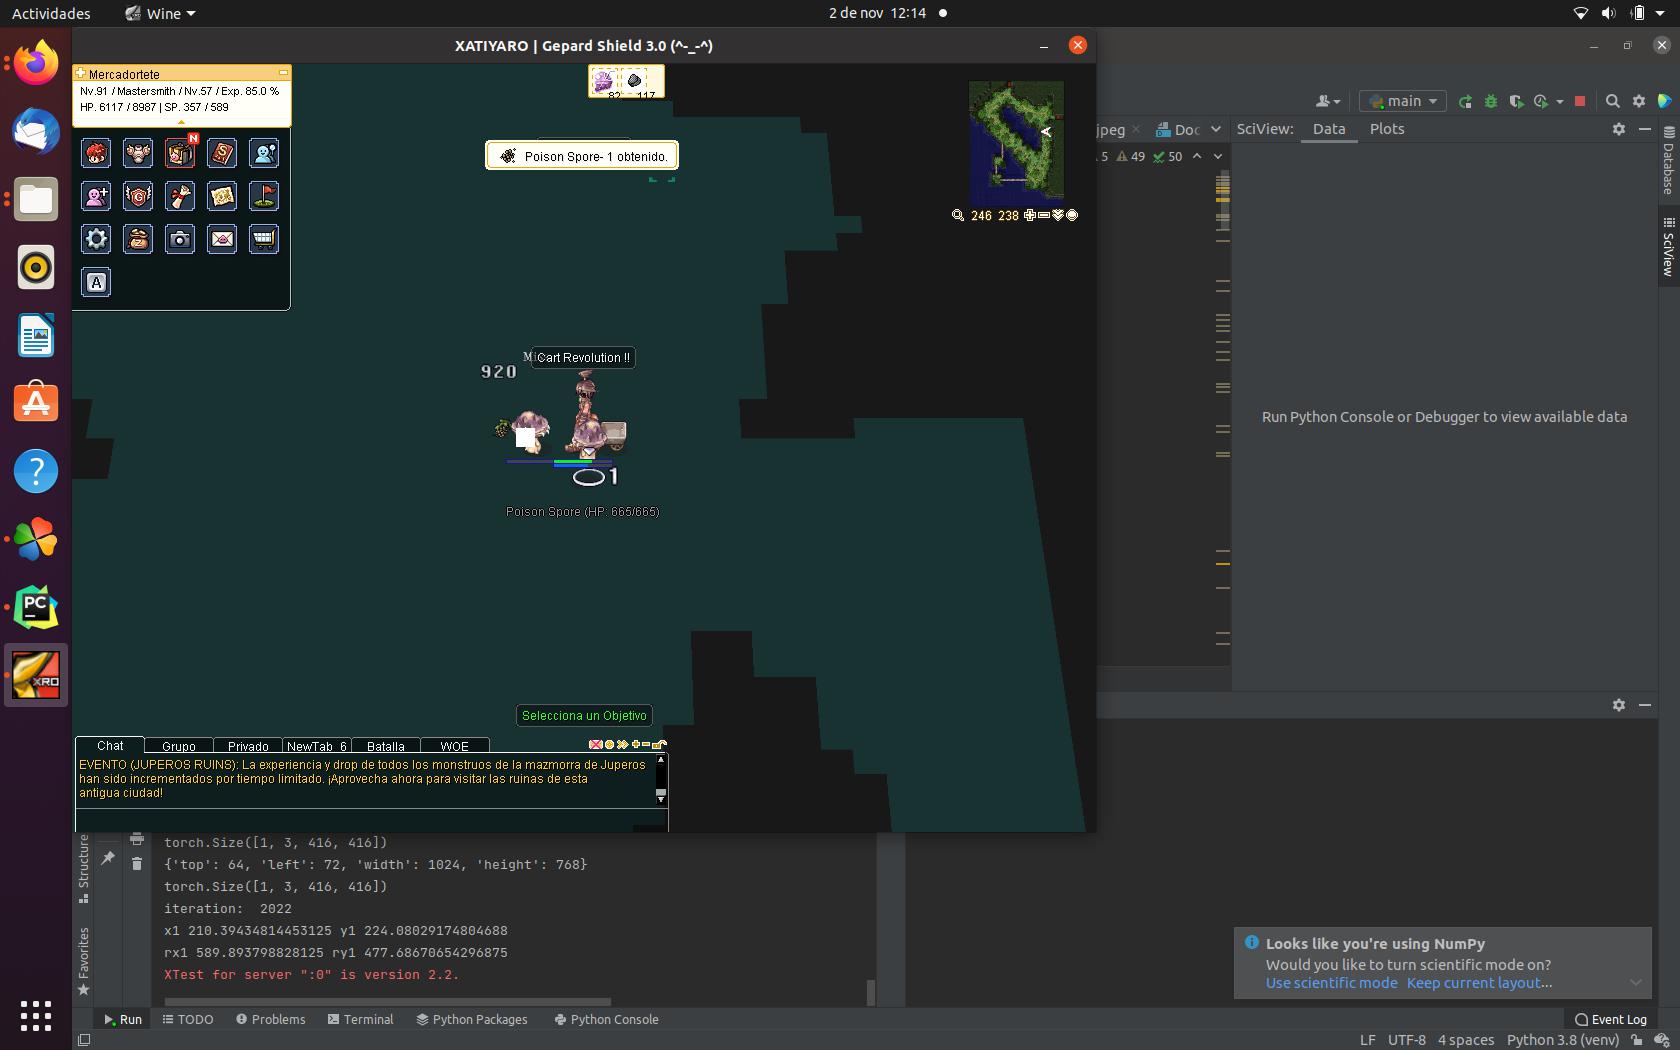 Actividades
Wine
2 de nov 12:14
XATIYARO | Gepard Shield 3.0 (^-_-^)
Mercadortete
Nv.91 / Mastersmith / Nv.57 / Exp. 85.0 %
HP. 6117 / 8987 | SP. 357 / 589
N
A
82
117
Poison Spore- 1 obtenido.
246 238
Cart Revolution !!
920
1
Poison Spore (HP: 665/665)
Selecciona un Objetivo
Chat
Grupo
Privado
NewTab_6
Batalla
WOE
EVENTO (JUPEROS RUINS): La experiencia y drop de todos los monstruos de la mazmorra de Juperos
han sido incrementados por tiempo limitado. ¡Aprovecha ahora para visitar las ruinas de esta
antigua ciudad!
main
jpeg
Doc
SciView:
Data
Plots
5
49
50
Database
SciView
Run Python Console or Debugger to view available data
PC
XRO
Structure
Favorites
torch.Size([1, 3, 416, 416])
{'top': 64, 'left': 72, 'width': 1024, 'height': 768}
torch.Size([1, 3, 416, 416])
iteration:  2022
x1 210.39434814453125 y1 224.08029174804688
rx1 589.893798828125 ry1 477.68670654296875
XTest for server ":0" is version 2.2.
Looks like you're using NumPy
Would you like to turn scientific mode on?
Use scientific mode Keep current layout...
Run
TODO
Problems
Terminal
Python Packages
Python Console
Event Log
LF UTF-8 4 spaces Python 3.8 (venv)